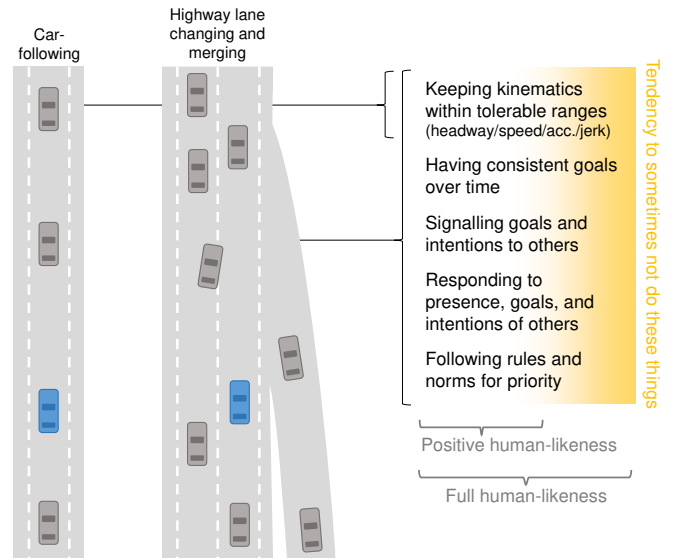 Car-
following
Highway lane
changing and
merging
Keeping kinematics
within tolerable ranges
(headway/speed/acc./jerk)
Having consistent goals
over time
Signalling goals and
intentions to others
Responding to
presence, goals, and
intentions of others
Following rules and
norms for priority
Tendency to sometimes not do these things
Positive human-likeness
Full human-likeness